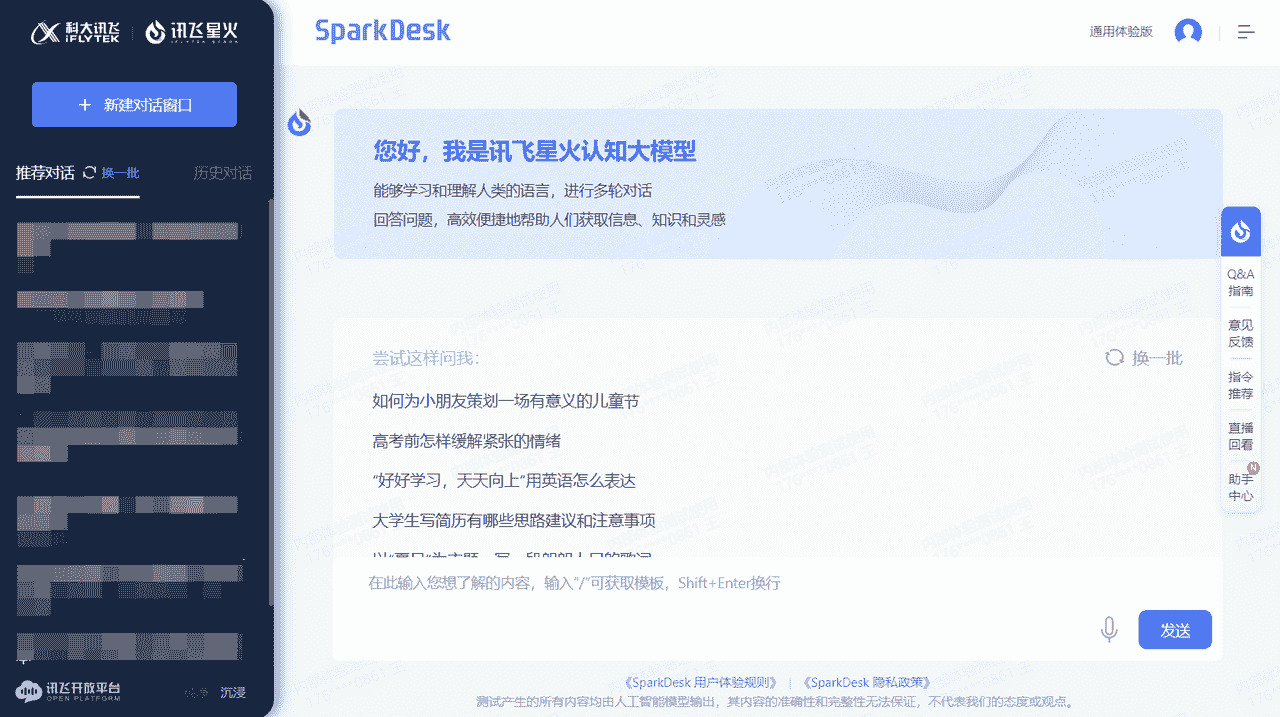 科大讯飞
iFLYTEK
讯飞星火
SparkDesk
通用体验版
+ 新建对话窗口
推荐对话 换一批 历史对话
您好，我是讯飞星火认知大模型
能够学习和理解人类的语言，进行多轮对话
回答问题，高效便捷地帮助人们获取信息、知识和灵感
尝试这样问我：
换一批
如何为小朋友策划一场有意义的儿童节
高考前怎样缓解紧张的情绪
“好好学习，天天向上”用英语怎么表达
大学生写简历有哪些思路建议和注意事项
在此输入您想了解的内容，输入“/”可获取模板，Shift+Enter换行
发送
Q&A
指南
意见
反馈
指令
推荐
直播
回看
N
助手
中心
讯飞开放平台
OPEN PLATFORM
沉浸
《SparkDesk 用户体验规则》 | 《SparkDesk 隐私政策》
测试产生的所有内容均由人工智能模型输出，其内容的准确性和完整性无法保证，不代表我们的态度或观点。
内部体验测试使用
176****0861 王